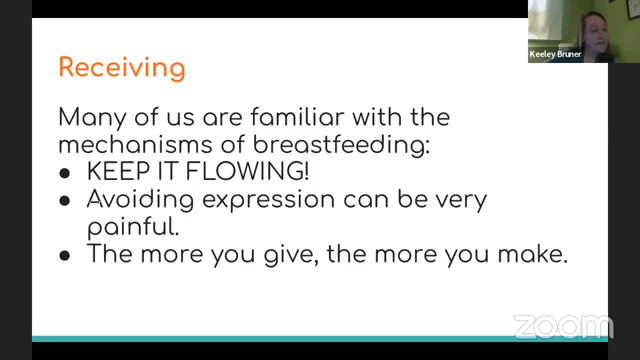 Keeley Bruner
Receiving
Many of us are familiar with the
mechanisms of breastfeeding:
● KEEP IT FLOWING!
● Avoiding expression can be very
painful.
● The more you give, the more you make.
zoom